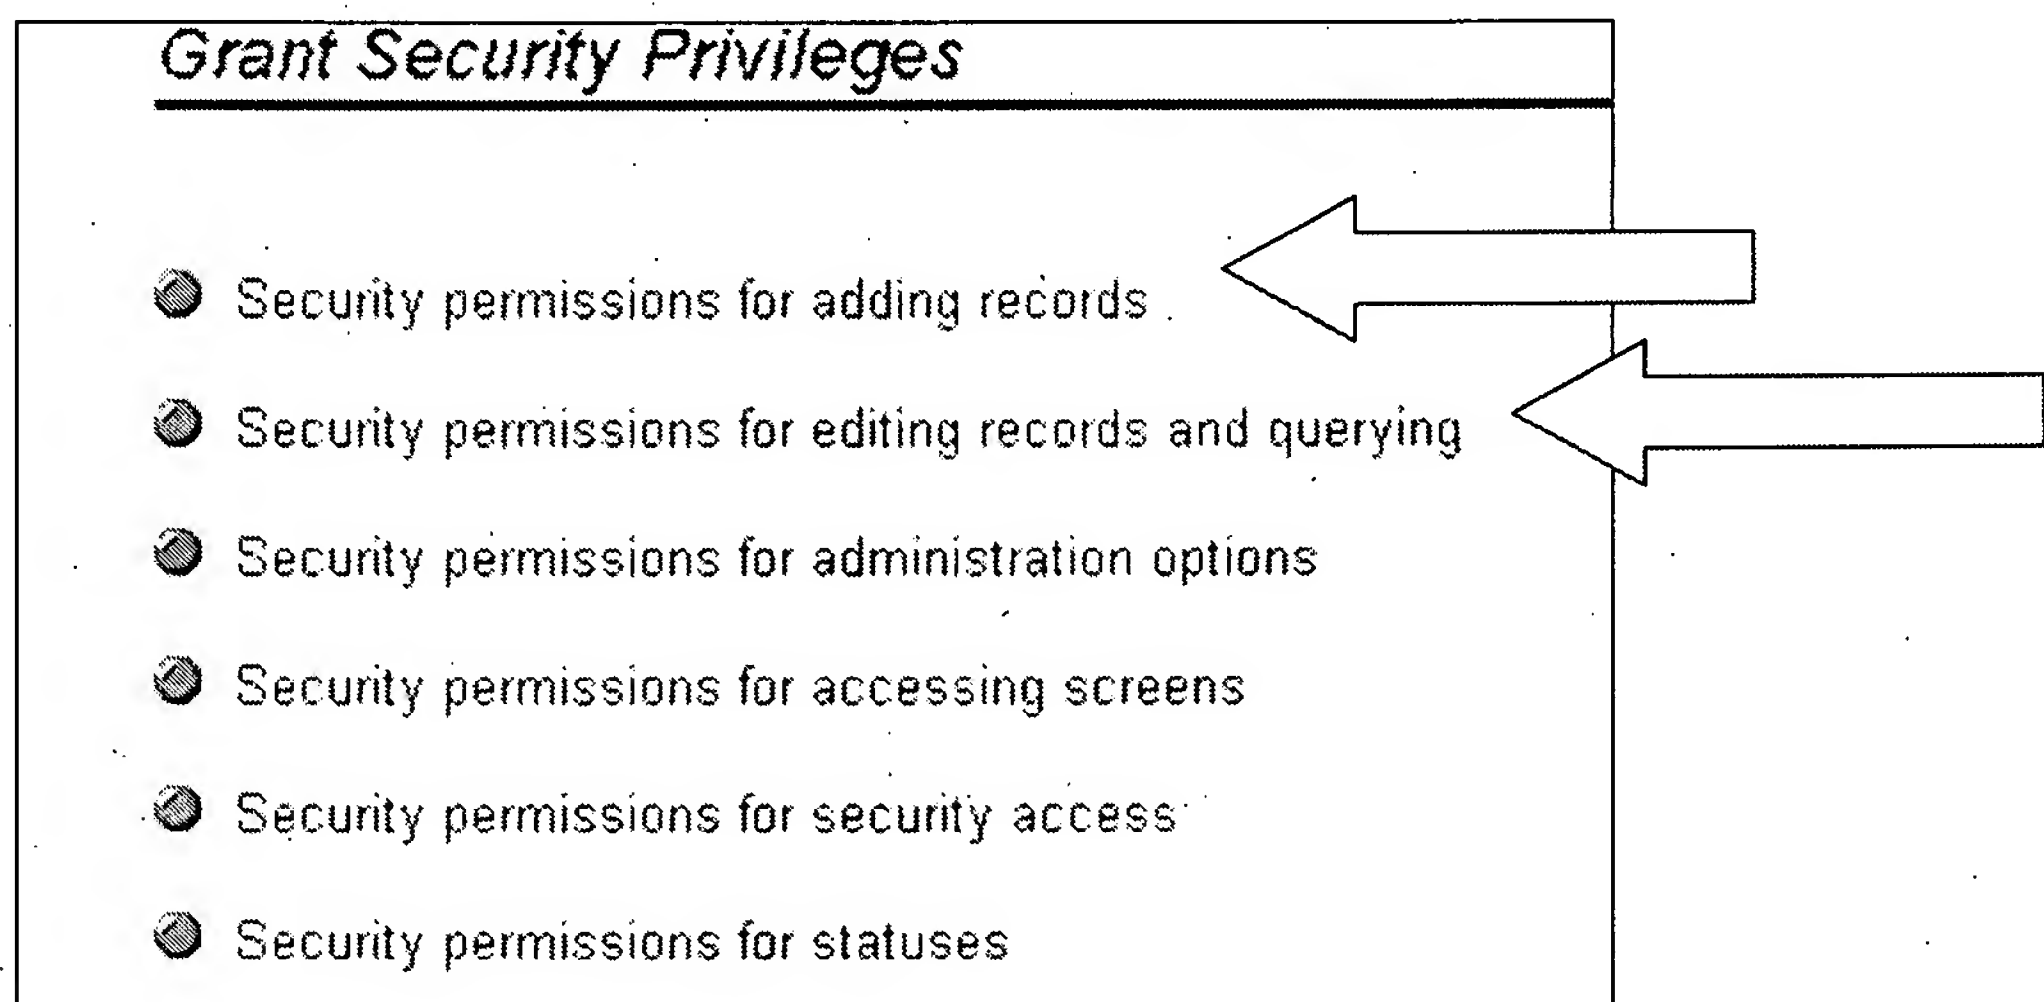 Grant Security Privileges
Security permissions for adding records
Security permissions for editing records and querying
Security permissions for administration options
Security permissions for accessing screens
Security permissions for security access
Security permissions for statuses